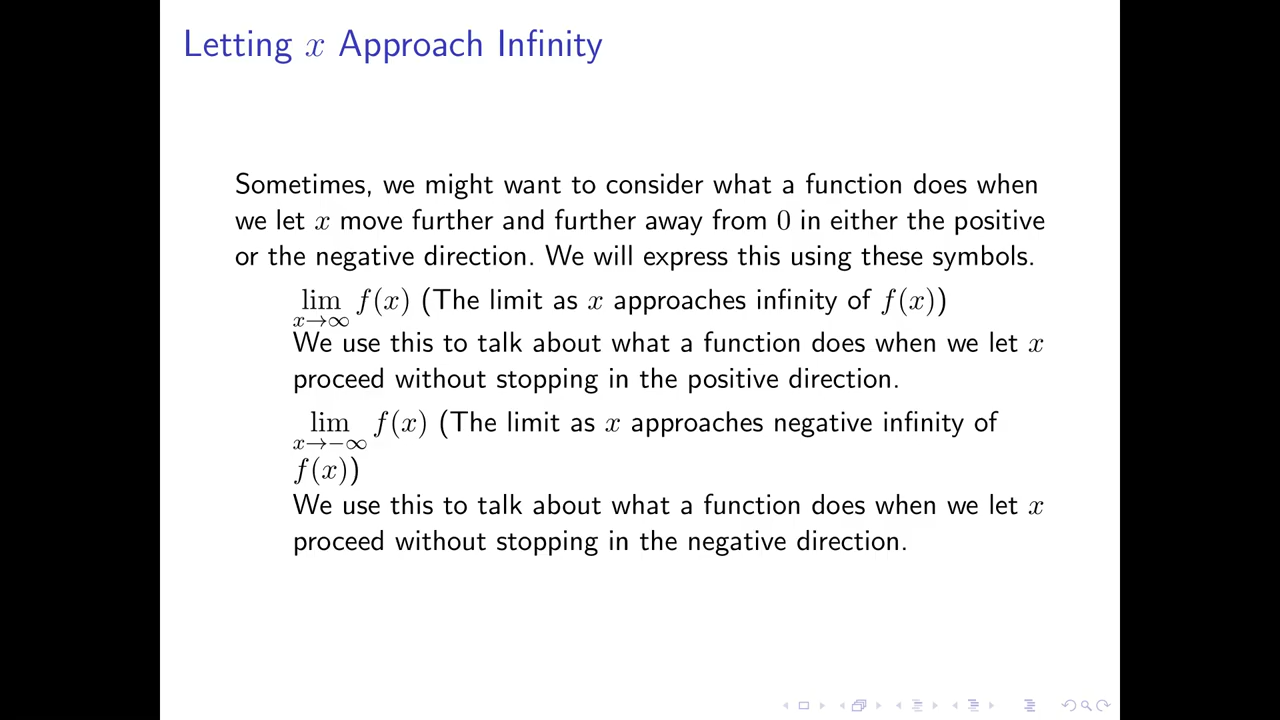 Letting x Approach Infinity
Sometimes, we might want to consider what a function does when
we let x move further and further away from 0 in either the positive
or the negative direction. We will express this using these symbols.
lim f(x) (The limit as x approaches infinity of f(x))
x→∞
We use this to talk about what a function does when we let x
proceed without stopping in the positive direction.
lim f(x) (The limit as x approaches negative infinity of
x→−∞
f(x))
We use this to talk about what a function does when we let x
proceed without stopping in the negative direction.